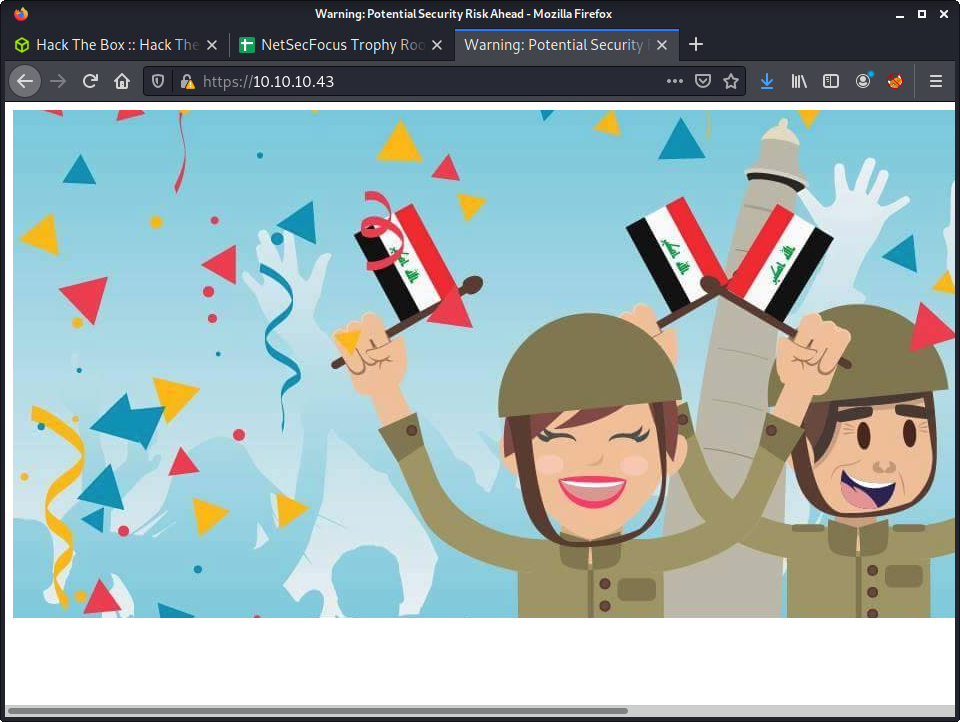 Warning: Potential Security Risk Ahead - Mozilla Firefox
Hack The Box :: Hack The
NetSecFocus Trophy Roo
Warning: Potential Security
https://10.10.10.43